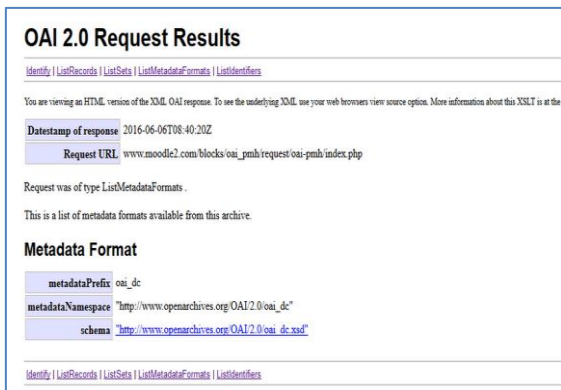 OAI 2.0 Request Results
Identify | ListRecords | ListSets | ListMetadataFormats | ListIdentifiers
You are viewing an HTML version of the XML OAI response. To see the underlying XML use your web browsers view source option. More information about this XSLT is at the
Datestamp of response 2016-06-06T08:40:20Z
Request URL www.moodle2.com/blocks/oai_pmh/request/oai-pmh/index.php
Request was of type ListMetadataFormats .
This is a list of metadata formats available from this archive.
Metadata Format
metadataPrefix oai_dc
metadataNamespace "http://www.openarchives.org/OAI/2.0/oai_dc"
schema "http://www.openarchives.org/OAI/2.0/oai_dc.xsd"
Identify | ListRecords | ListSets | ListMetadataFormats | ListIdentifiers